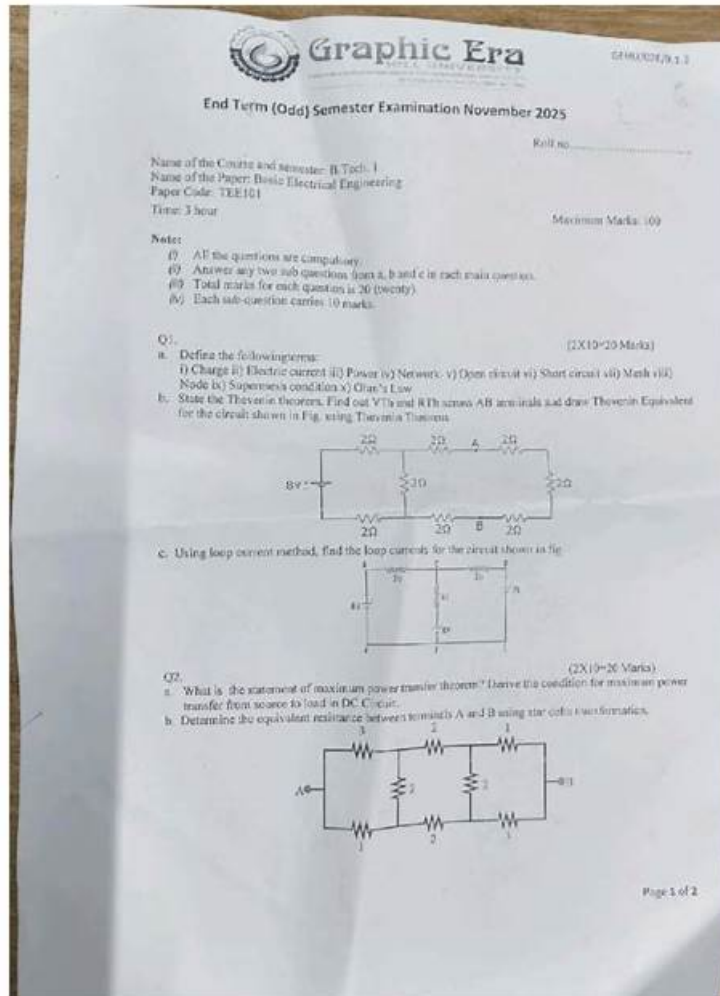 Graphic Era
HILL UNIVERSITY
End Term (Odd) Semester Examination November 2025
Roll no.
Name of the Course and semester: B.Tech. I
Name of the Paper: Basic Electrical Engineering
Paper Code: TEE101
Time: 3 hour
Maximum Marks: 100
Note:
(i) All the questions are compulsory.
(ii) Answer any two sub questions from a, b and c in each main question.
(iii) Total marks for each question is 20 (twenty).
(iv) Each sub-question carries 10 marks.
Q1.
(2X10=20 Marks)
a. Define the following terms:
i) Charge ii) Electric current iii) Power iv) Network v) Open circuit vi) Short circuit vii) Mesh viii)
Node ix) Supermesh condition x) Ohm's Law
b. State the Thevenin theorem. Find out VTh and RTh across AB terminals and draw Thevenin Equivalent
for the circuit shown in Fig. using Thevenin Theorem
2Ω 2Ω A 2Ω
8V 2Ω 2Ω
2Ω 2Ω B 2Ω
c. Using loop current method, find the loop currents for the circuit shown in fig
Q2.
(2X10=20 Marks)
a. What is the statement of maximum power transfer theorem? Derive the condition for maximum power
transfer from source to load in DC Circuit.
b. Determine the equivalent resistance between terminals A and B using star delta transformation.
3 2 1
A
1 2
Page 1 of 2